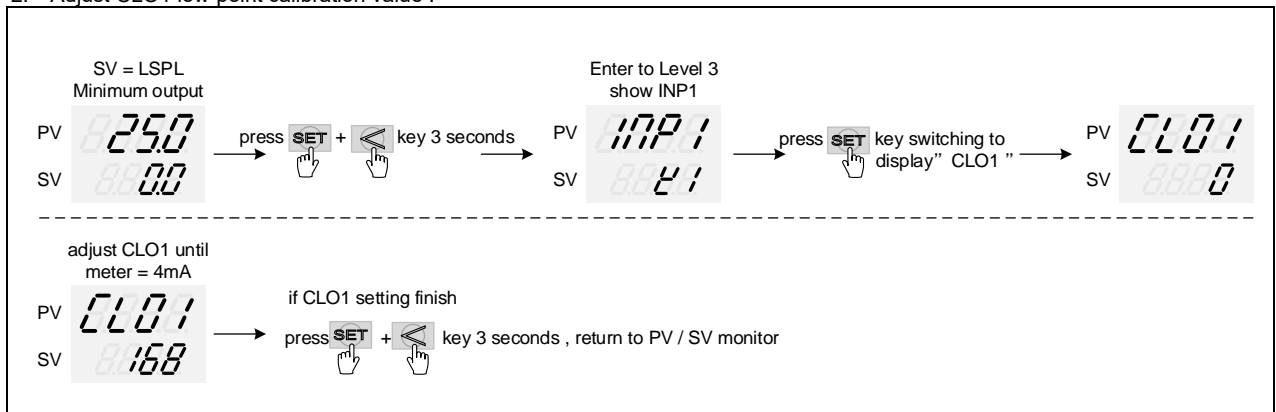 2. Adjust CLO1 low point calibration value :
SV = LSPL
Minimum output
PV 25.0
SV 0.0
press SET + < key 3 seconds
Enter to Level 3
show INP1
PV INP1
SV K1
press SET key switching to
display” CLO1 ”
PV CLO1
SV 0
adjust CLO1 until
meter = 4mA
PV CLO1
SV 168
if CLO1 setting finish
press SET + < key 3 seconds , return to PV / SV monitor